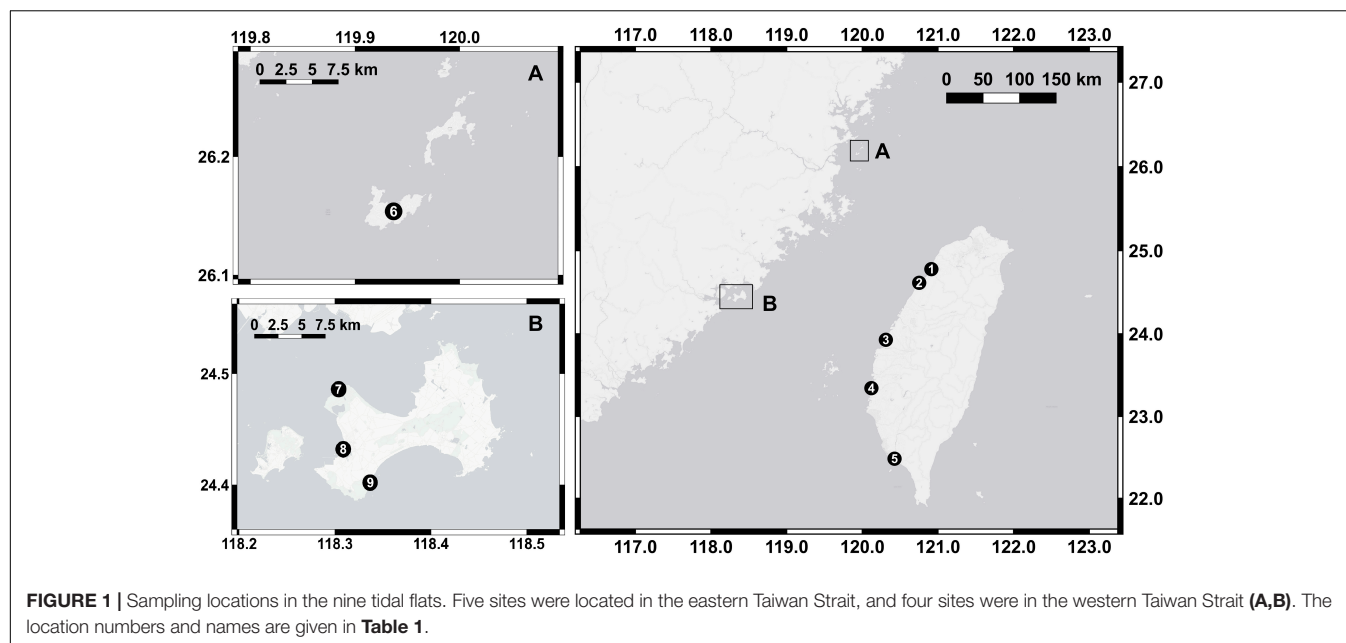 119.8 119.9 120.0
0 2.5 5 7.5 km
A
26.2
6
26.1
0 2.5 5 7.5 km
B
24.5
7
8
24.4
9
118.2 118.3 118.4 118.5
117.0 118.0 119.0 120.0 121.0 122.0 123.0
0 50 100 150 km
27.0
A
26.0
25.0
1
2
B
24.0
3
4
23.0
5
22.0
117.0 118.0 119.0 120.0 121.0 122.0 123.0
FIGURE 1 | Sampling locations in the nine tidal flats. Five sites were located in the eastern Taiwan Strait, and four sites were in the western Taiwan Strait (A,B). The
location numbers and names are given in Table 1.